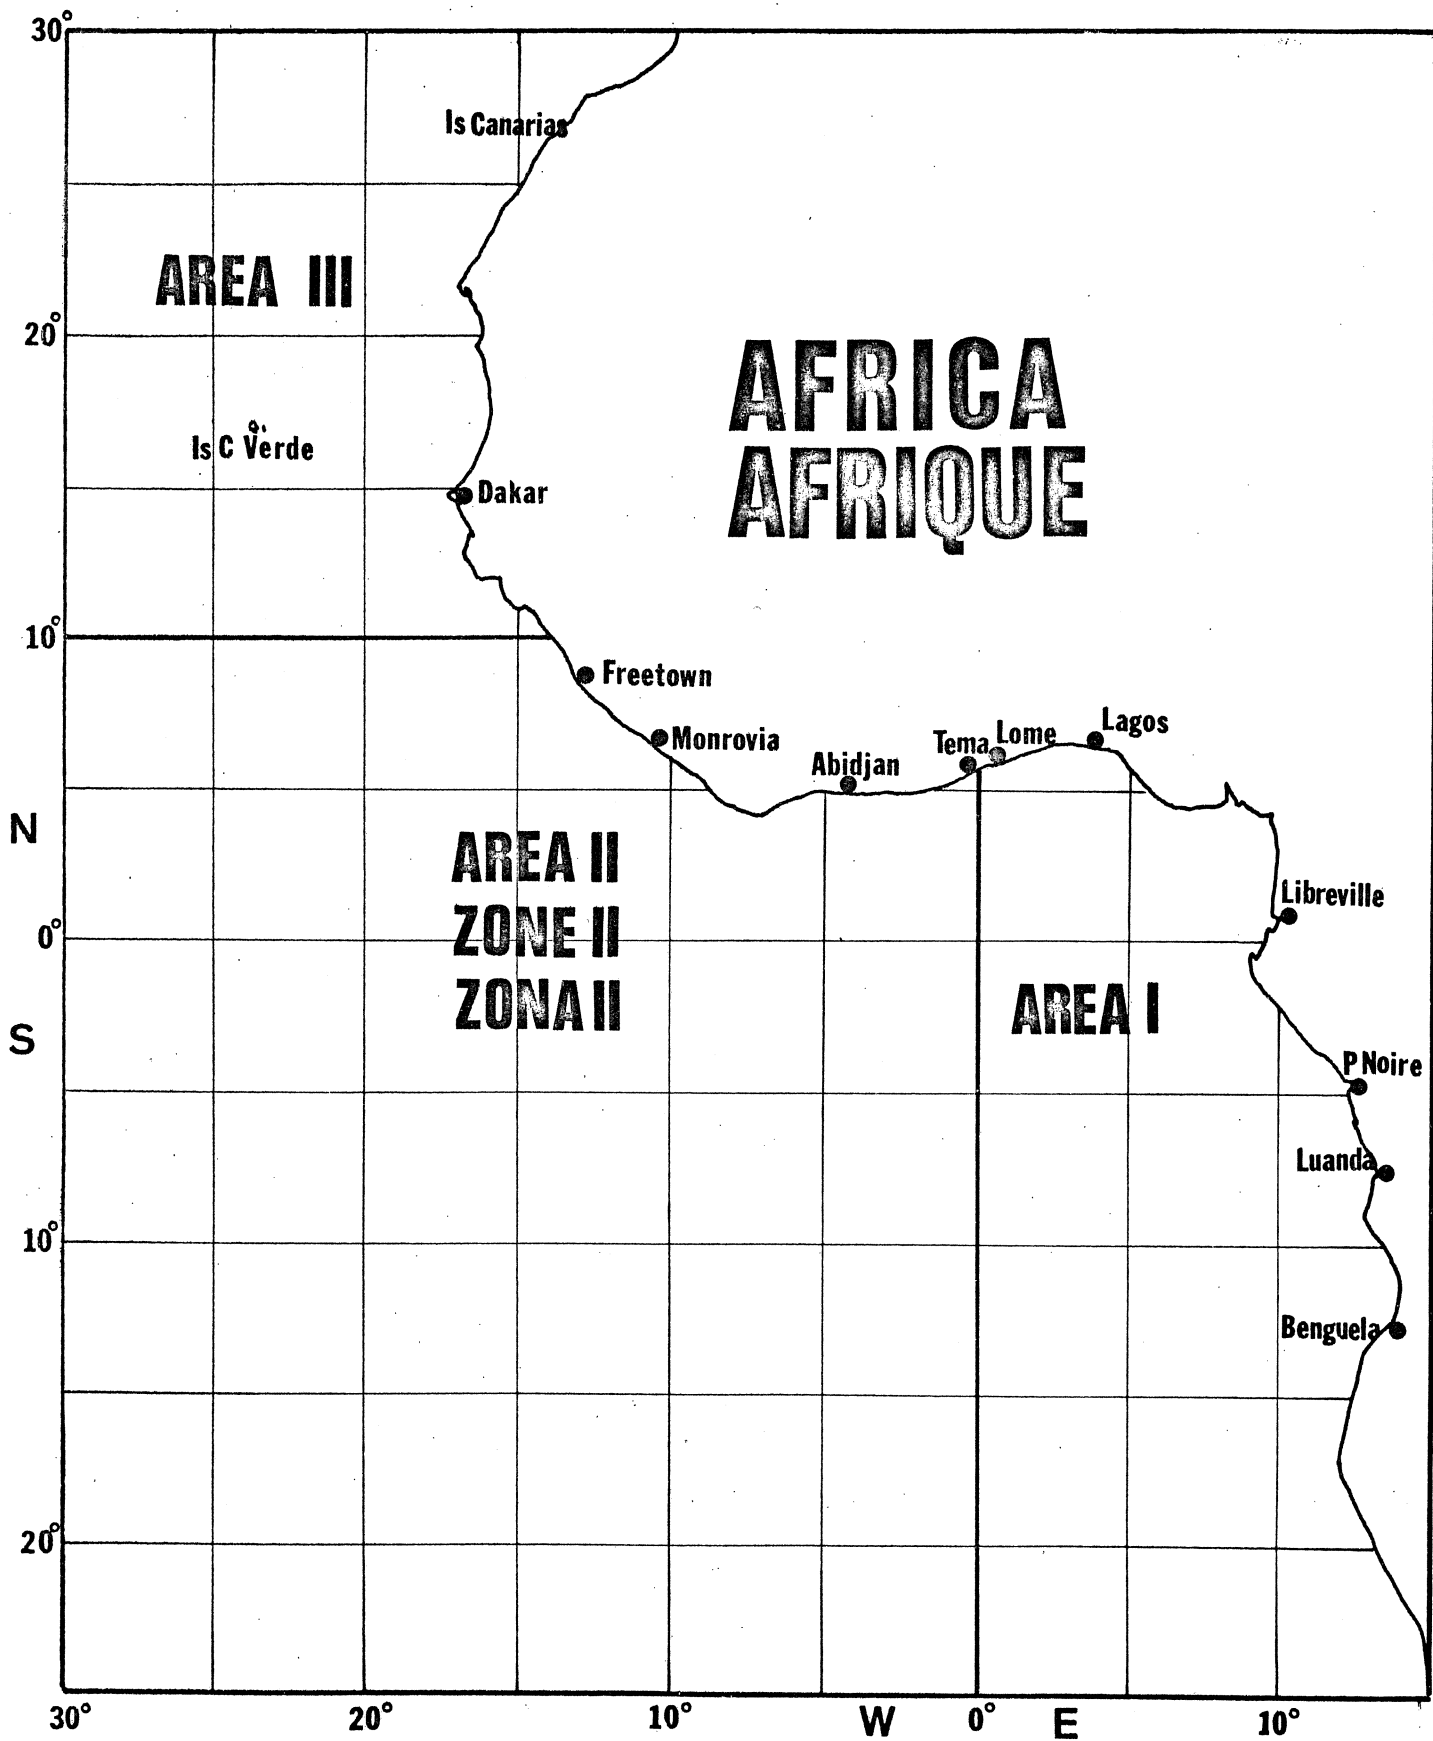 30°
Is Canarias
AREA III
20°
AFRICA
AFRIQUE
Is C Verde
Dakar
10°
Freetown
Monrovia
Abidjan
Tema
Lome
Lagos
N
AREA II
ZONE II
ZONA II
Libreville
0°
AREA I
S
P Noire
Luanda
10°
Benguela
20°
30° 20° 10° W 0° E 10°